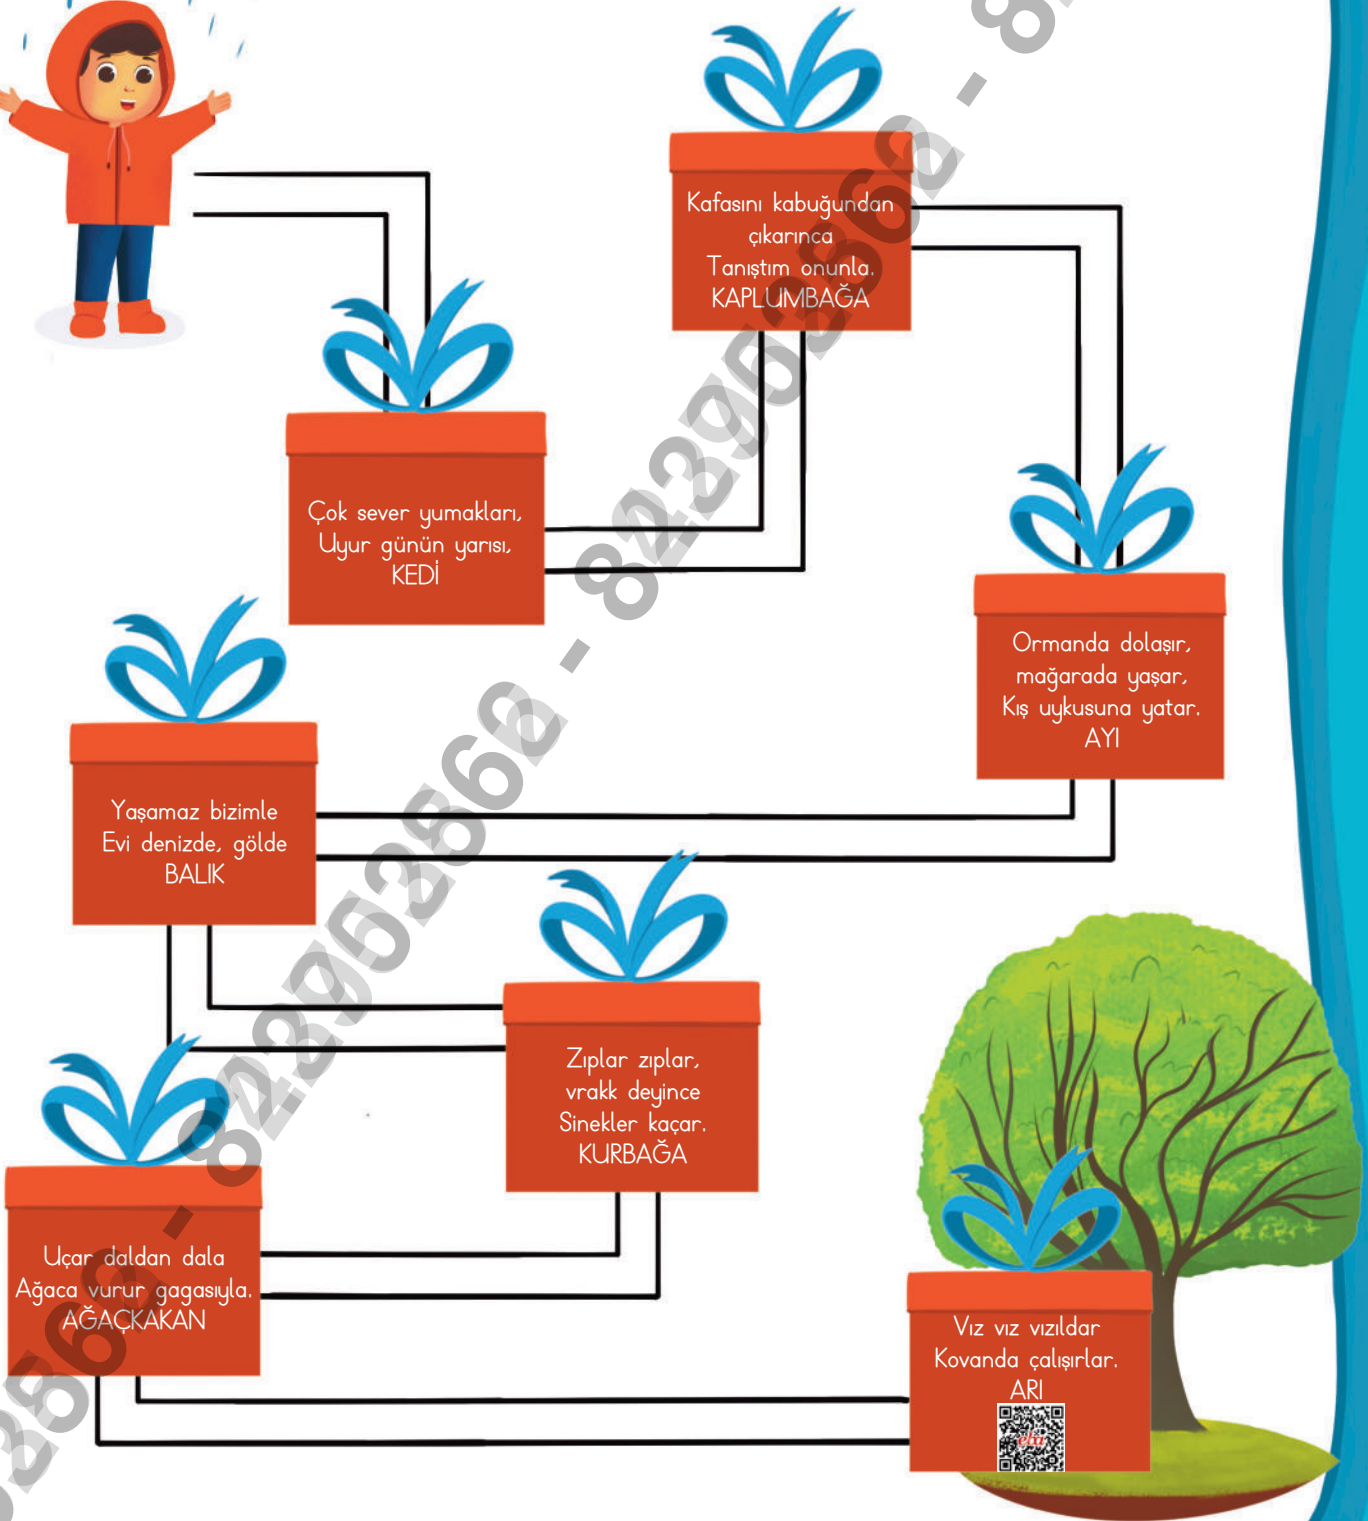 Kafasını kabuğundan
çıkarınca
Tanıştım onunla.
KAPLUMBAĞA
Çok sever yumakları,
Uyur günün yarısı,
KEDİ
Ormanda dolaşır,
mağarada yaşar,
Kış uykusuna yatar.
AYI
Yaşamaz bizimle
Evi denizde, gölde
BALIK
Zıplar zıplar,
vrakk deyince
Sinekler kaçar.
KURBAĞA
Uçar daldan dala
Ağaca vurur gagasıyla.
AĞAÇKAKAN
Vız vız vızıldar
Kovanda çalışırlar.
ARI
eta